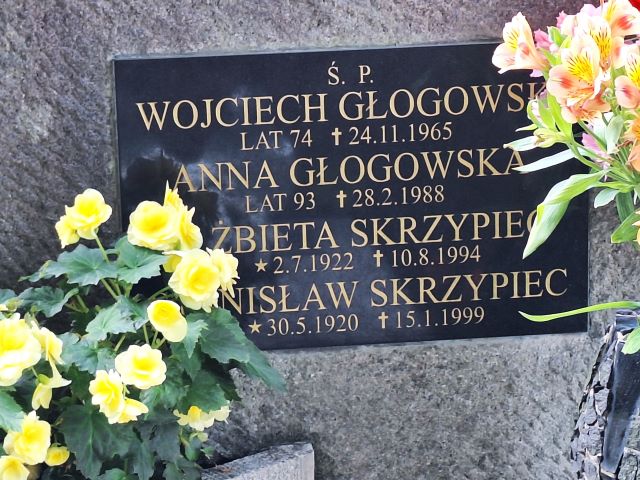 Ś. P.
WOJCIECH GŁOGOWSK
LAT 74 ✝ 24.11.1965
ANNA GŁOGOWSKA
LAT 93 ✝ 28.2.1988
ŻBIETA SKRZYPIEC
★ 2.7.1922 ✝ 10.8.1994
NISŁAW SKRZYPIEC
★ 30.5.1920 ✝ 15.1.1999